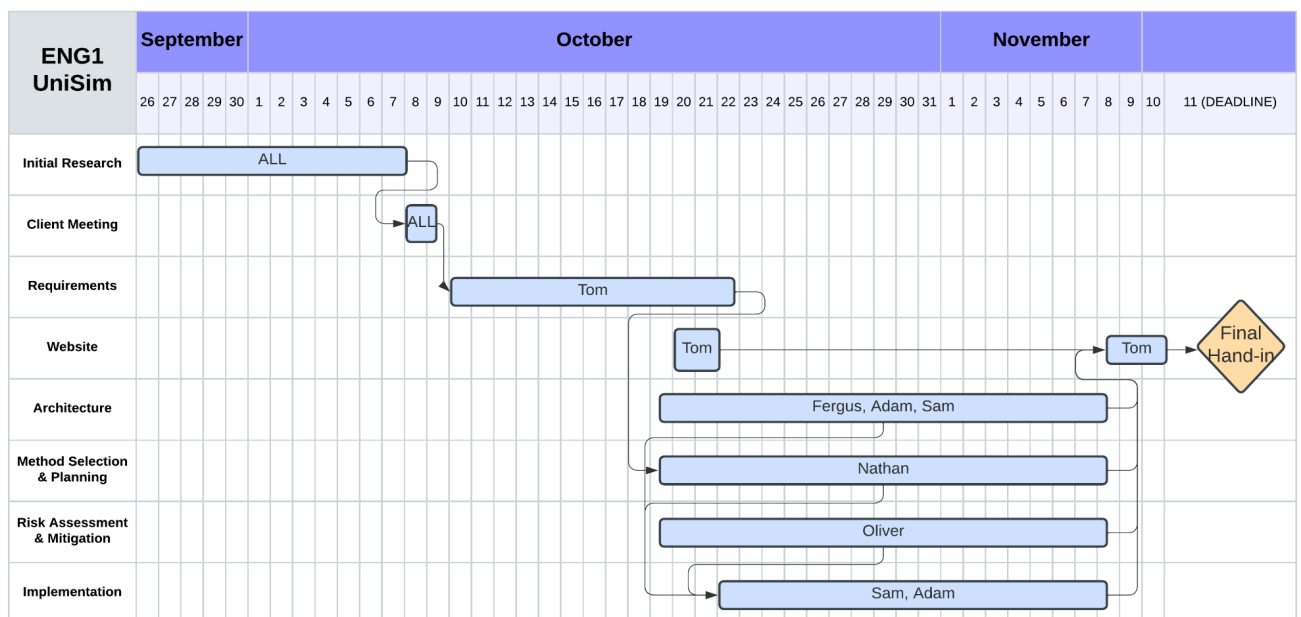 ENG1
UniSim
September
October
November
26 27 28 29 30 1 2 3 4 5 6 7 8 9 10 11 12 13 14 15 16 17 18 19 20 21 22 23 24 25 26 27 28 29 30 31 1 2 3 4 5 6 7 8 9 10 11 (DEADLINE)
Initial Research
ALL
Client Meeting
ALL
Requirements
Tom
Website
Tom
Tom
Final
Hand-in
Architecture
Fergus, Adam, Sam
Method Selection
& Planning
Nathan
Risk Assessment
& Mitigation
Oliver
Implementation
Sam, Adam